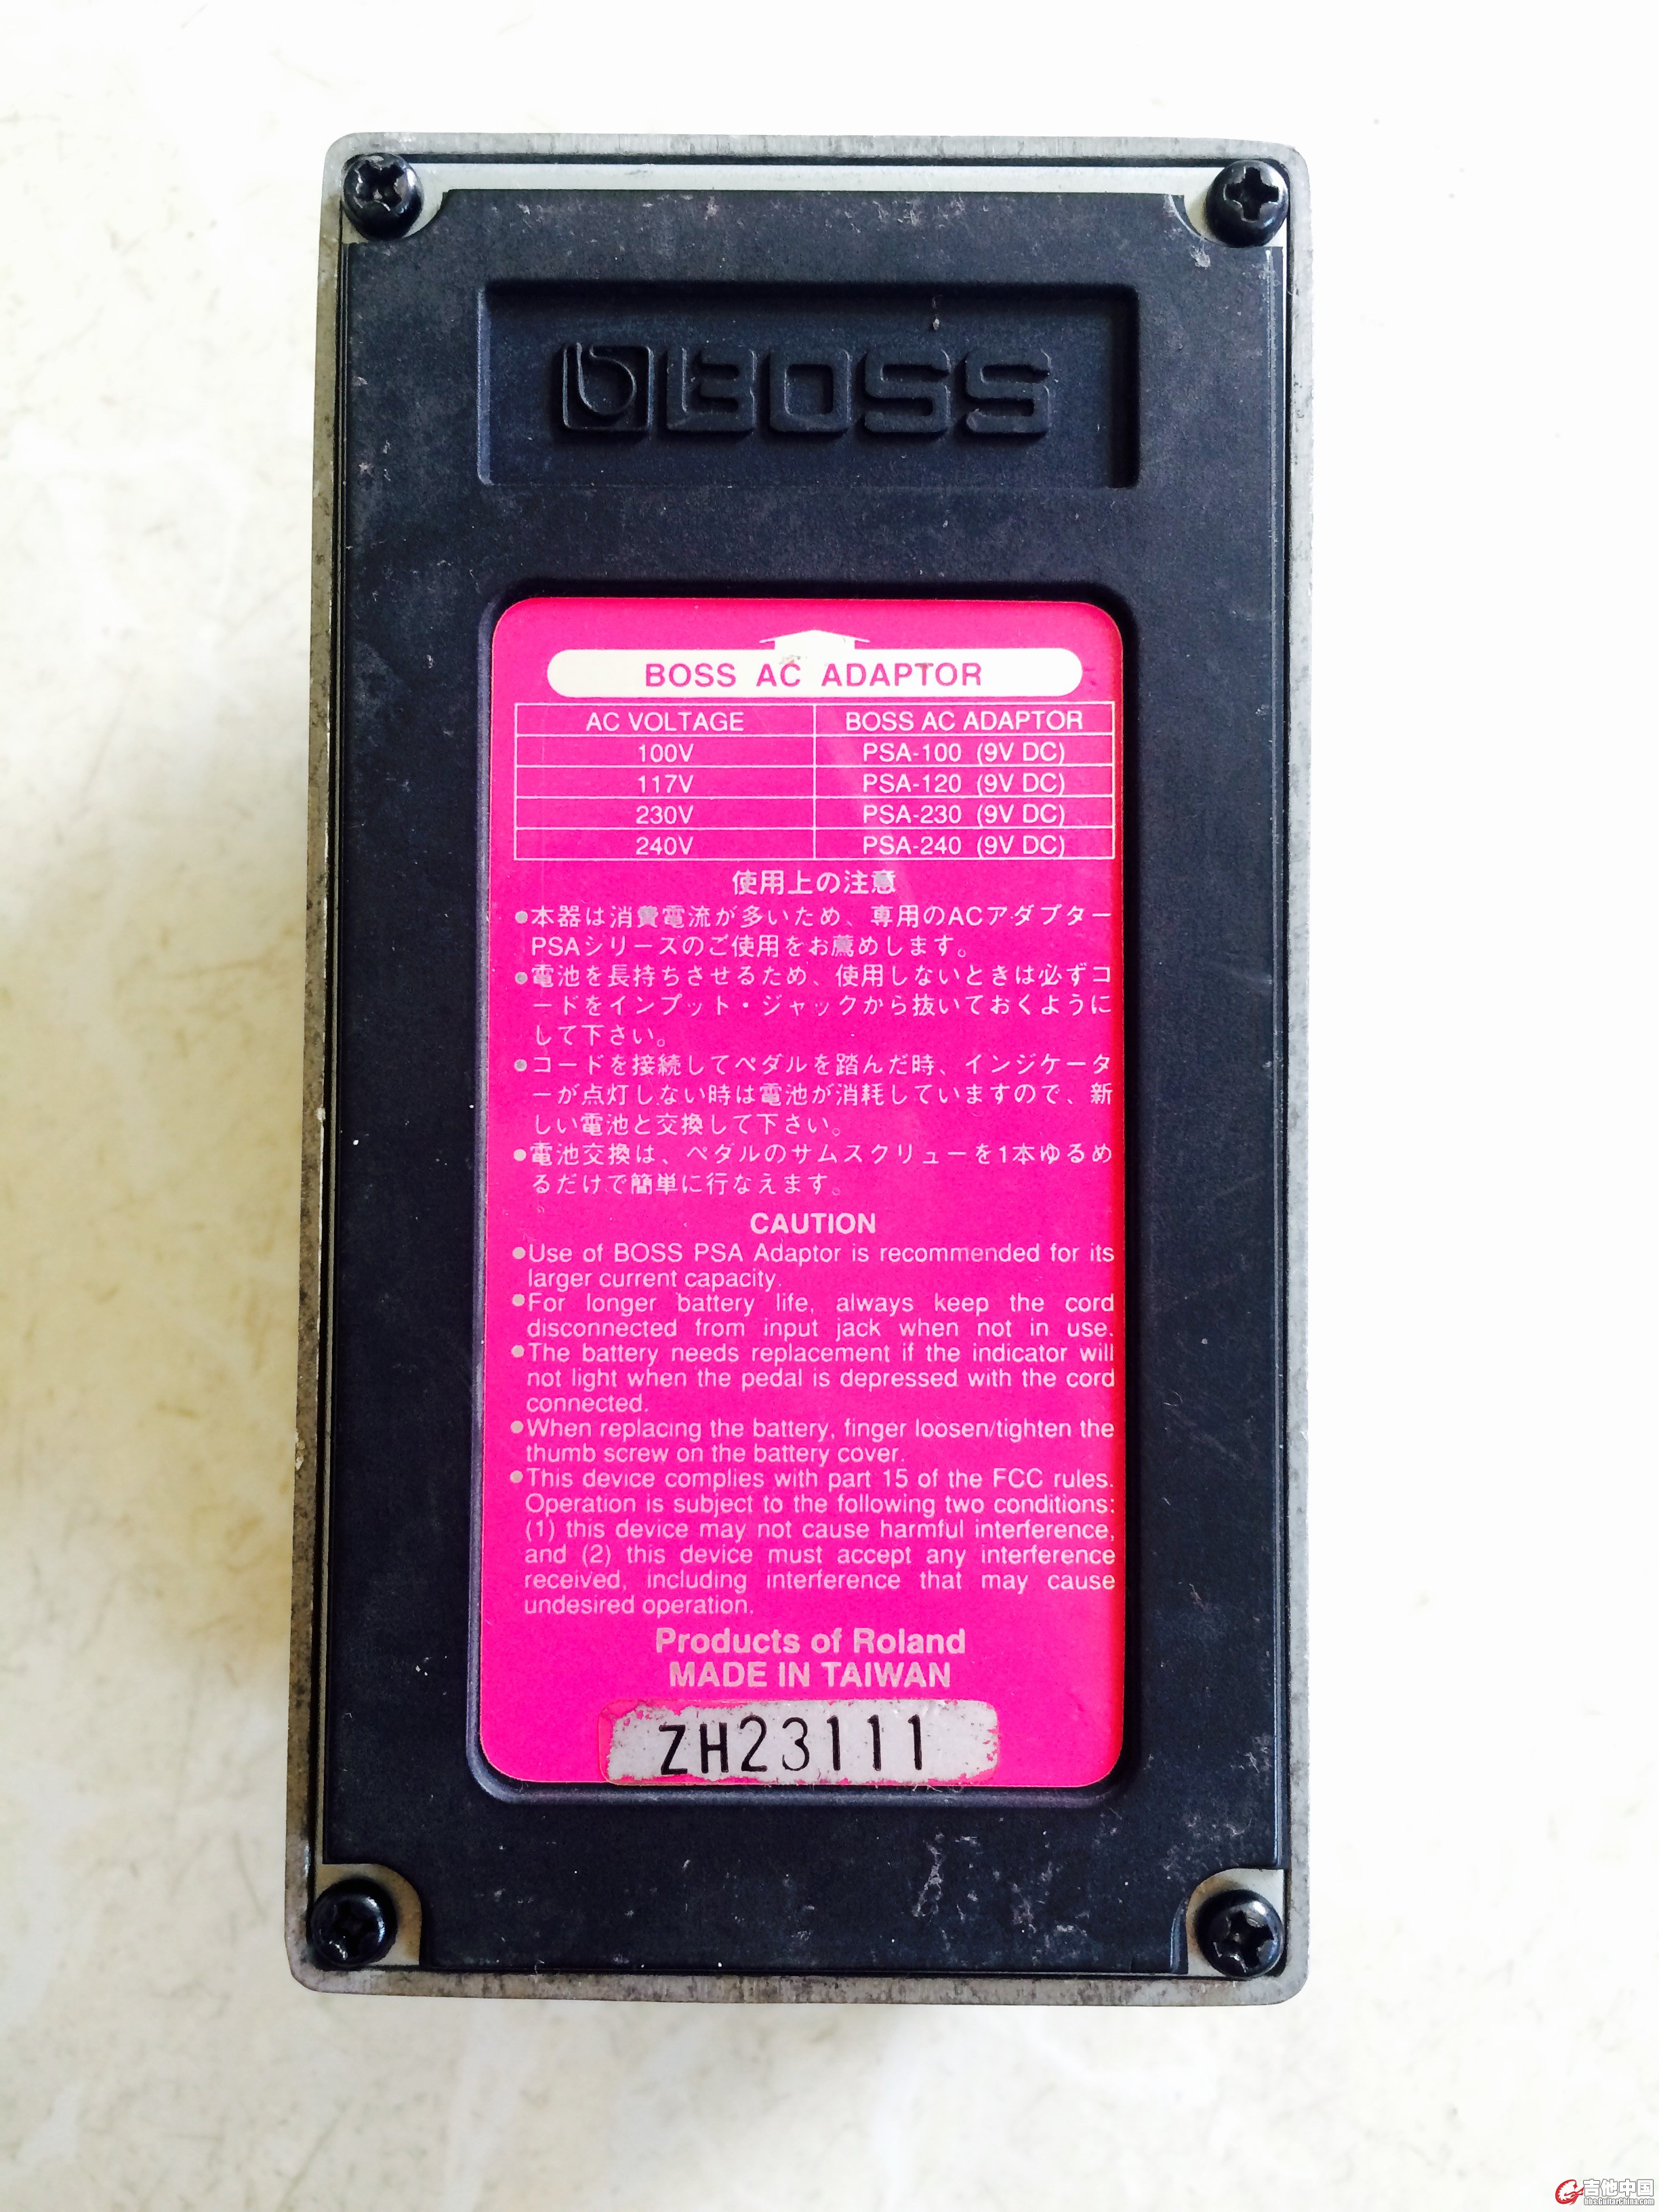 BOSS
BOSS AC ADAPTOR
AC VOLTAGE BOSS AC ADAPTOR
100V PSA-100 (9V DC)
117V PSA-120 (9V DC)
230V PSA-230 (9V DC)
240V PSA-240 (9V DC)
使用上の注意
●本器は消費電流が多いため、専用のACアダプター
PSAシリーズのご使用をお薦めします。
●電池を長持ちさせるため、使用しないときは必ずコ
ードをインプット・ジャックから抜いておくように
して下さい。
●コードを接続してペダルを踏んだ時、インジケータ
ーが点灯しない時は電池が消耗していますので、新
しい電池と交換して下さい。
●電池交換は、ペダルのサムスクリューを1本ゆるめ
るだけで簡単に行なえます。
CAUTION
●Use of BOSS PSA Adaptor is recommended for its
larger current capacity.
●For longer battery life, always keep the cord
disconnected from input jack when not in use.
●The battery needs replacement if the indicator will
not light when the pedal is depressed with the cord
connected.
●When replacing the battery, finger loosen/tighten the
thumb screw on the battery cover.
●This device complies with part 15 of the FCC rules.
Operation is subject to the following two conditions:
(1) this device may not cause harmful interference,
and (2) this device must accept any interference
received, including interference that may cause
undesired operation.
Products of Roland
MADE IN TAIWAN
ZH23111
吉他中国
bbs.GuitarChina.com